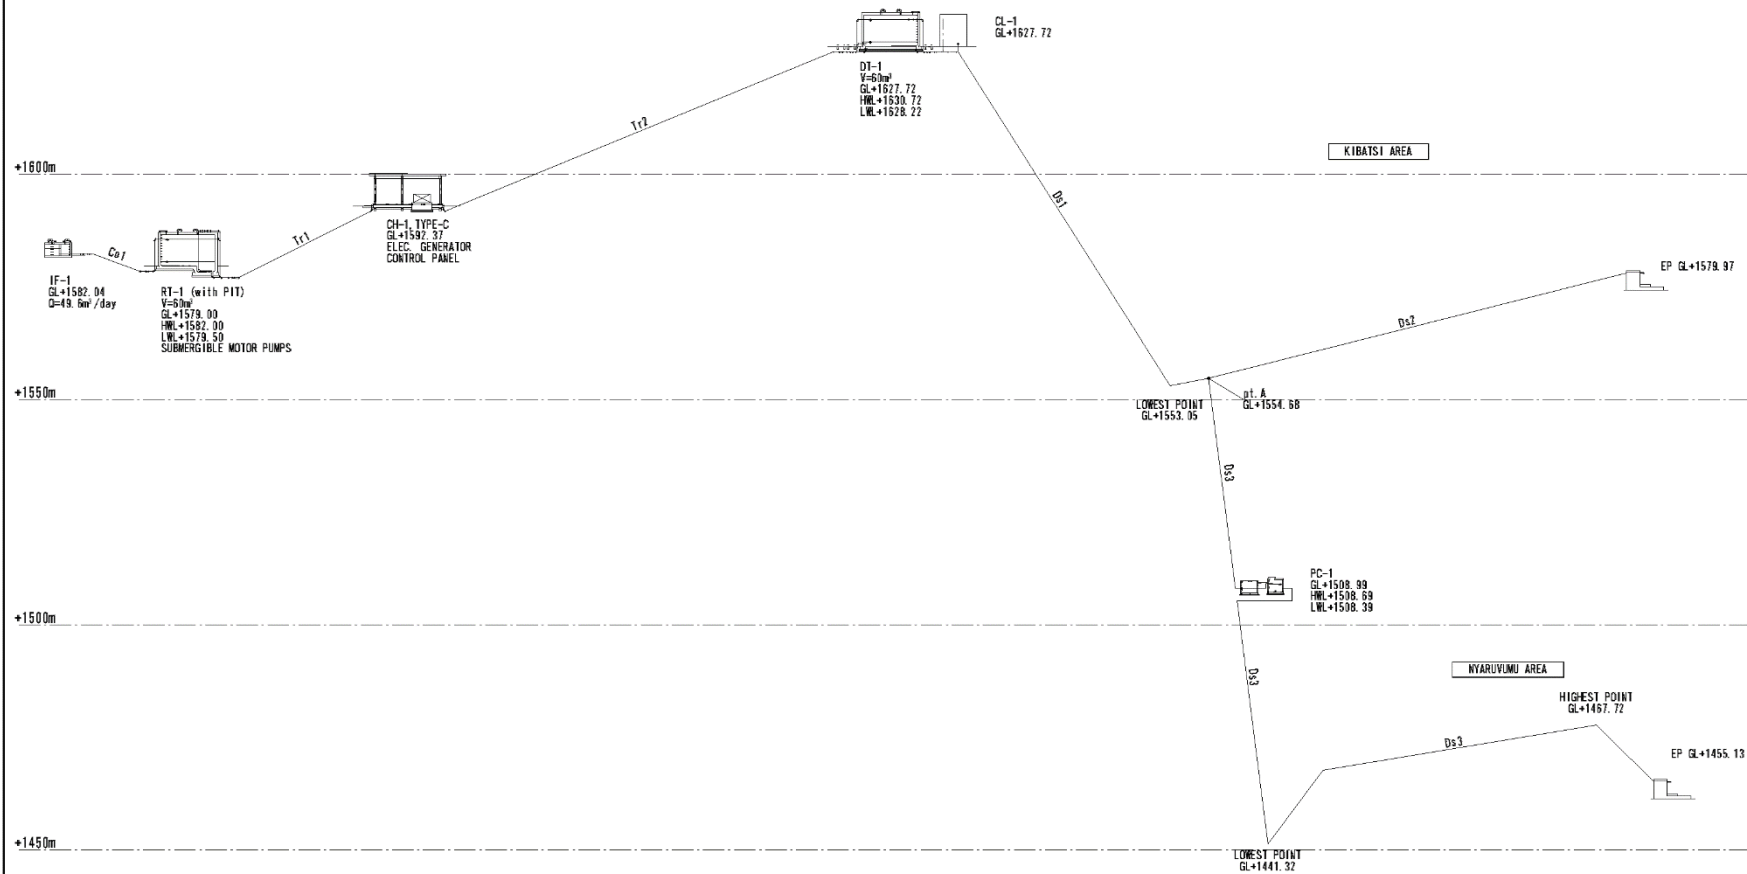 CL-1
GL+1627.72
DT-1
V=60m³
GL+1627.72
HWL+1630.72
LWL+1628.22
Tr2
KIBATSI AREA
+1600m
Ds1
CH-1, TYPE-C
GL+1592.37
ELEC. GENERATOR
CONTROL PANEL
Tr1
Co1
IF-1
GL+1582.04
Q=49.6m³/day
RT-1 (with PIT)
V=60m³
GL+1579.00
HWL+1582.00
LWL+1579.50
SUBMERGIBLE MOTOR PUMPS
EP GL+1579.97
Ds2
+1550m
LOWEST POINT
GL+1553.05
pt.A
GL+1554.68
Ds3
PC-1
GL+1508.99
HWL+1508.69
LWL+1508.39
+1500m
NYARUVUMU AREA
Ds3
HIGHEST POINT
GL+1467.72
Ds3
EP GL+1455.13
+1450m
LOWEST POINT
GL+1441.32